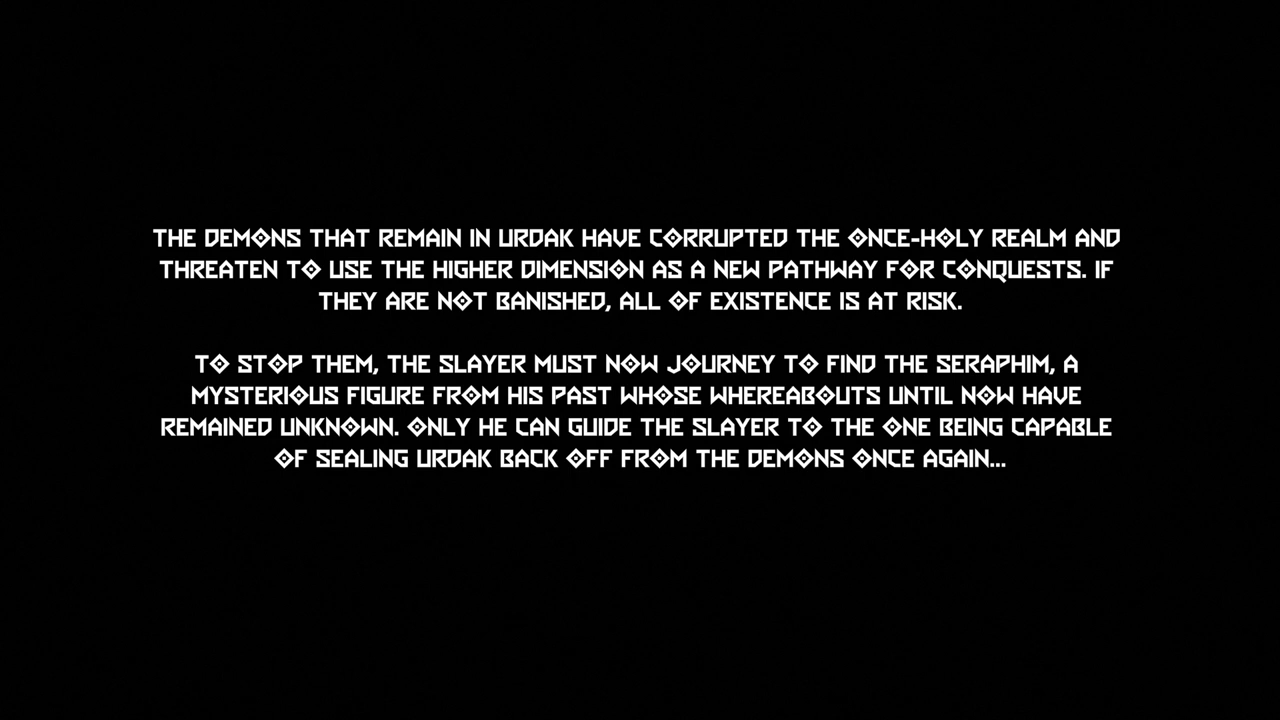 THE DEMONS THAT REMAIN IN URDAK HAVE CORRUPTED THE ONCE-HOLY REALM AND
THREATEN TO USE THE HIGHER DIMENSION AS A NEW PATHWAY FOR CONQUESTS. IF
THEY ARE NOT BANISHED, ALL OF EXISTENCE IS AT RISK.
TO STOP THEM, THE SLAYER MUST NOW JOURNEY TO FIND THE SERAPHIM, A
MYSTERIOUS FIGURE FROM HIS PAST WHOSE WHEREABOUTS UNTIL NOW HAVE
REMAINED UNKNOWN. ONLY HE CAN GUIDE THE SLAYER TO THE ONE BEING CAPABLE
OF SEALING URDAK BACK OFF FROM THE DEMONS ONCE AGAIN...